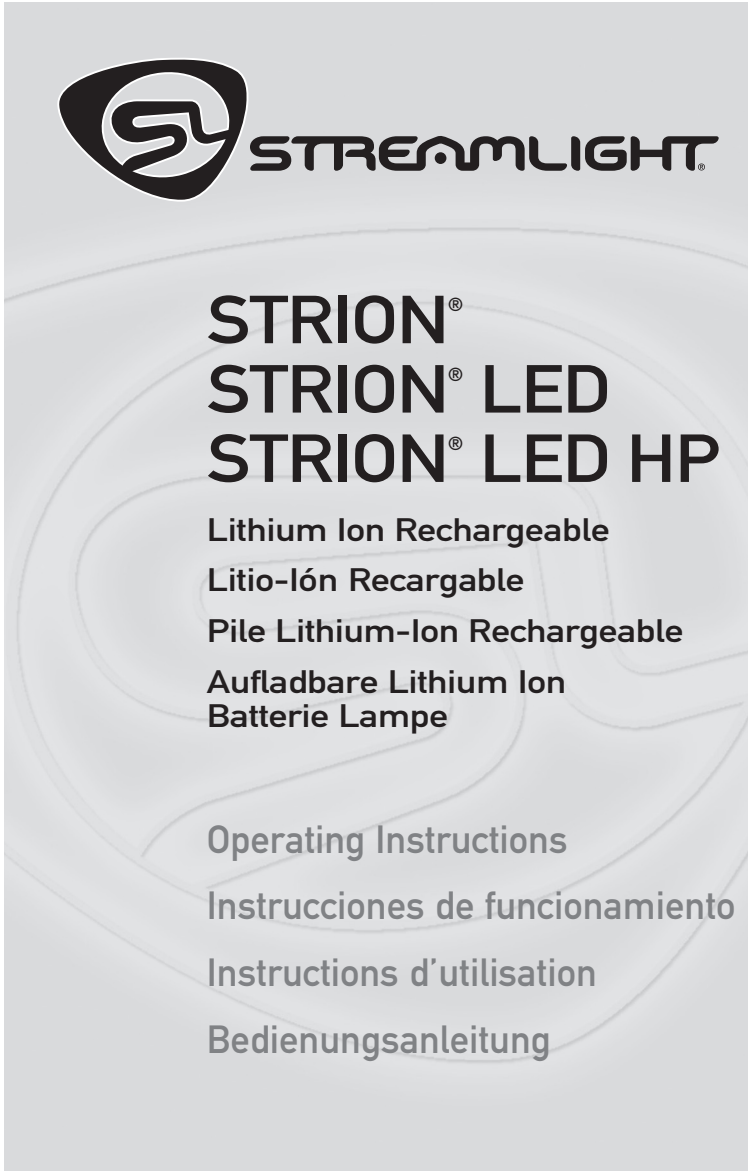 SL STREAMLIGHT®
STRION®
STRION® LED
STRION® LED HP
Lithium Ion Rechargeable
Litio-Ión Recargable
Pile Lithium-Ion Rechargeable
Aufladbare Lithium Ion
Batterie Lampe
Operating Instructions
Instrucciones de funcionamiento
Instructions d’utilisation
Bedienungsanleitung